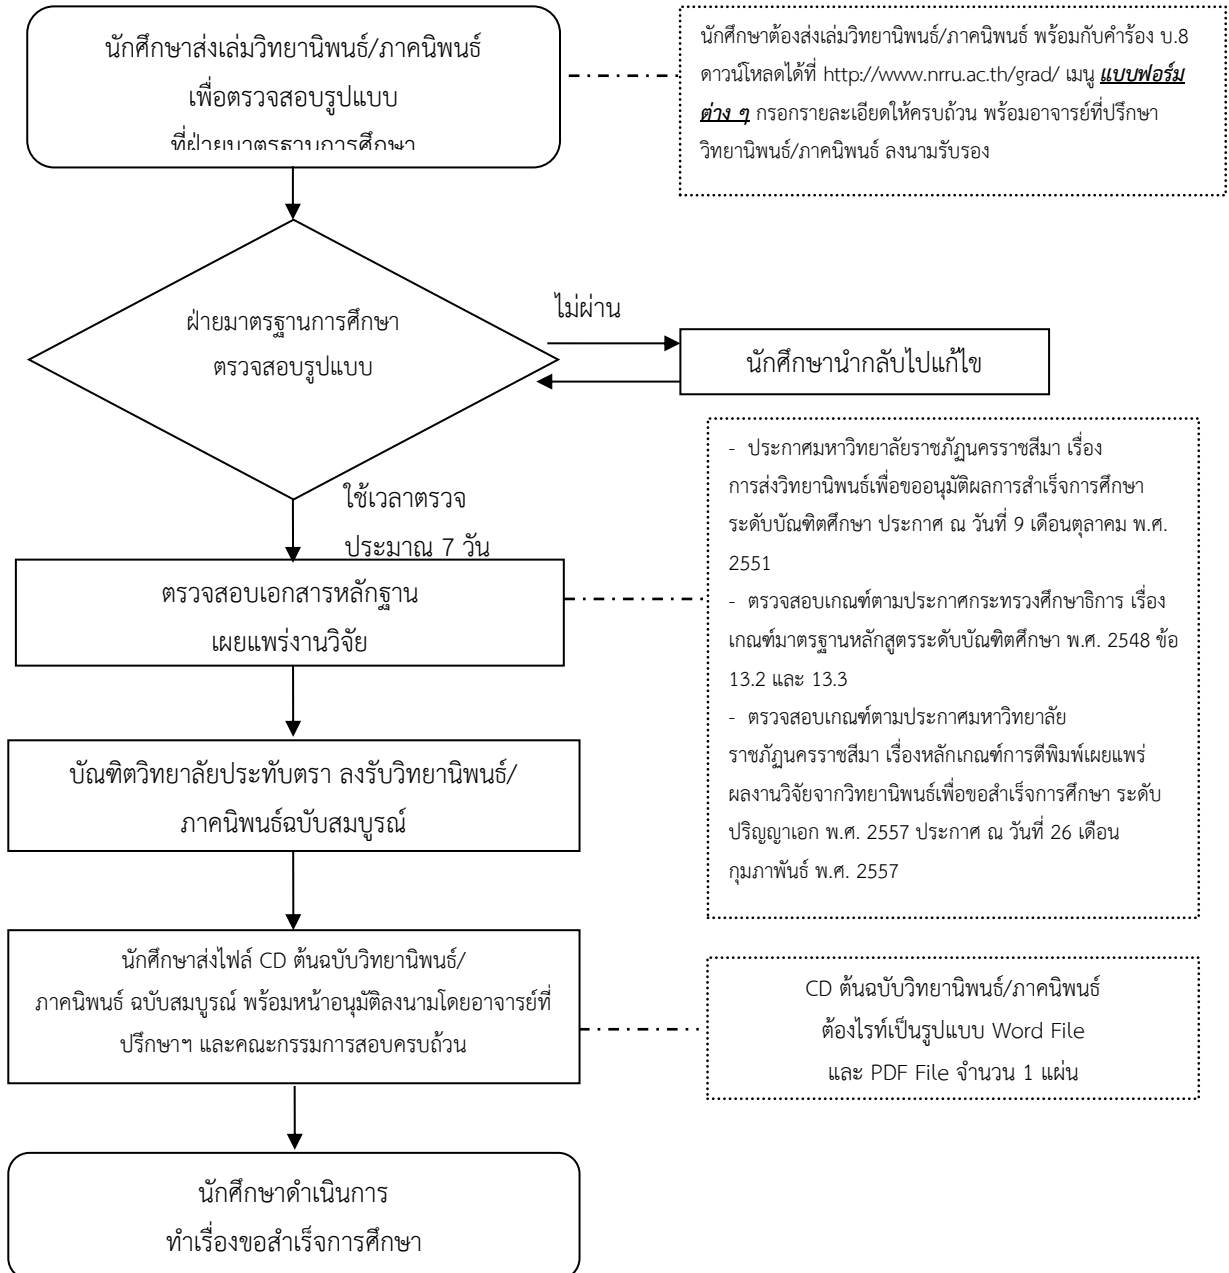 นักศึกษาส่งเล่มวิทยานิพนธ์/ภาคนิพนธ์
เพื่อตรวจสอบรูปแบบ
ที่ฝ่ายมาตรฐานการศึกษา
นักศึกษาต้องส่งเล่มวิทยานิพนธ์/ภาคนิพนธ์ พร้อมกับคำร้อง บ.8
ดาวน์โหลดได้ที่ http://www.nrru.ac.th/grad/ เมนู แบบฟอร์ม
ต่าง ๆ กรอกรายละเอียดให้ครบถ้วน พร้อมอาจารย์ที่ปรึกษา
วิทยานิพนธ์/ภาคนิพนธ์ ลงนามรับรอง
ฝ่ายมาตรฐานการศึกษา
ตรวจสอบรูปแบบ
ไม่ผ่าน
นักศึกษานำกลับไปแก้ไข
ใช้เวลาตรวจ
ประมาณ 7 วัน
ตรวจสอบเอกสารหลักฐาน
เผยแพร่งานวิจัย
- ประกาศมหาวิทยาลัยราชภัฏนครราชสีมา เรื่อง
การส่งวิทยานิพนธ์เพื่อขออนุมัติผลการสำเร็จการศึกษา
ระดับบัณฑิตศึกษา ประกาศ ณ วันที่ 9 เดือนตุลาคม พ.ศ.
2551
- ตรวจสอบเกณฑ์ตามประกาศกระทรวงศึกษาธิการ เรื่อง
เกณฑ์มาตรฐานหลักสูตรระดับบัณฑิตศึกษา พ.ศ. 2548 ข้อ
13.2 และ 13.3
- ตรวจสอบเกณฑ์ตามประกาศมหาวิทยาลัย
ราชภัฏนครราชสีมา เรื่องหลักเกณฑ์การตีพิมพ์เผยแพร่
ผลงานวิจัยจากวิทยานิพนธ์เพื่อขอสำเร็จการศึกษา ระดับ
ปริญญาเอก พ.ศ. 2557 ประกาศ ณ วันที่ 26 เดือน
กุมภาพันธ์ พ.ศ. 2557
บัณฑิตวิทยาลัยประทับตรา ลงรับวิทยานิพนธ์/
ภาคนิพนธ์ฉบับสมบูรณ์
นักศึกษาส่งไฟล์ CD ต้นฉบับวิทยานิพนธ์/
ภาคนิพนธ์ ฉบับสมบูรณ์ พร้อมหน้าอนุมัติลงนามโดยอาจารย์ที่
ปรึกษาฯ และคณะกรรมการสอบครบถ้วน
CD ต้นฉบับวิทยานิพนธ์/ภาคนิพนธ์
ต้องไรท์เป็นรูปแบบ Word File
และ PDF File จำนวน 1 แผ่น
นักศึกษาดำเนินการ
ทำเรื่องขอสำเร็จการศึกษา